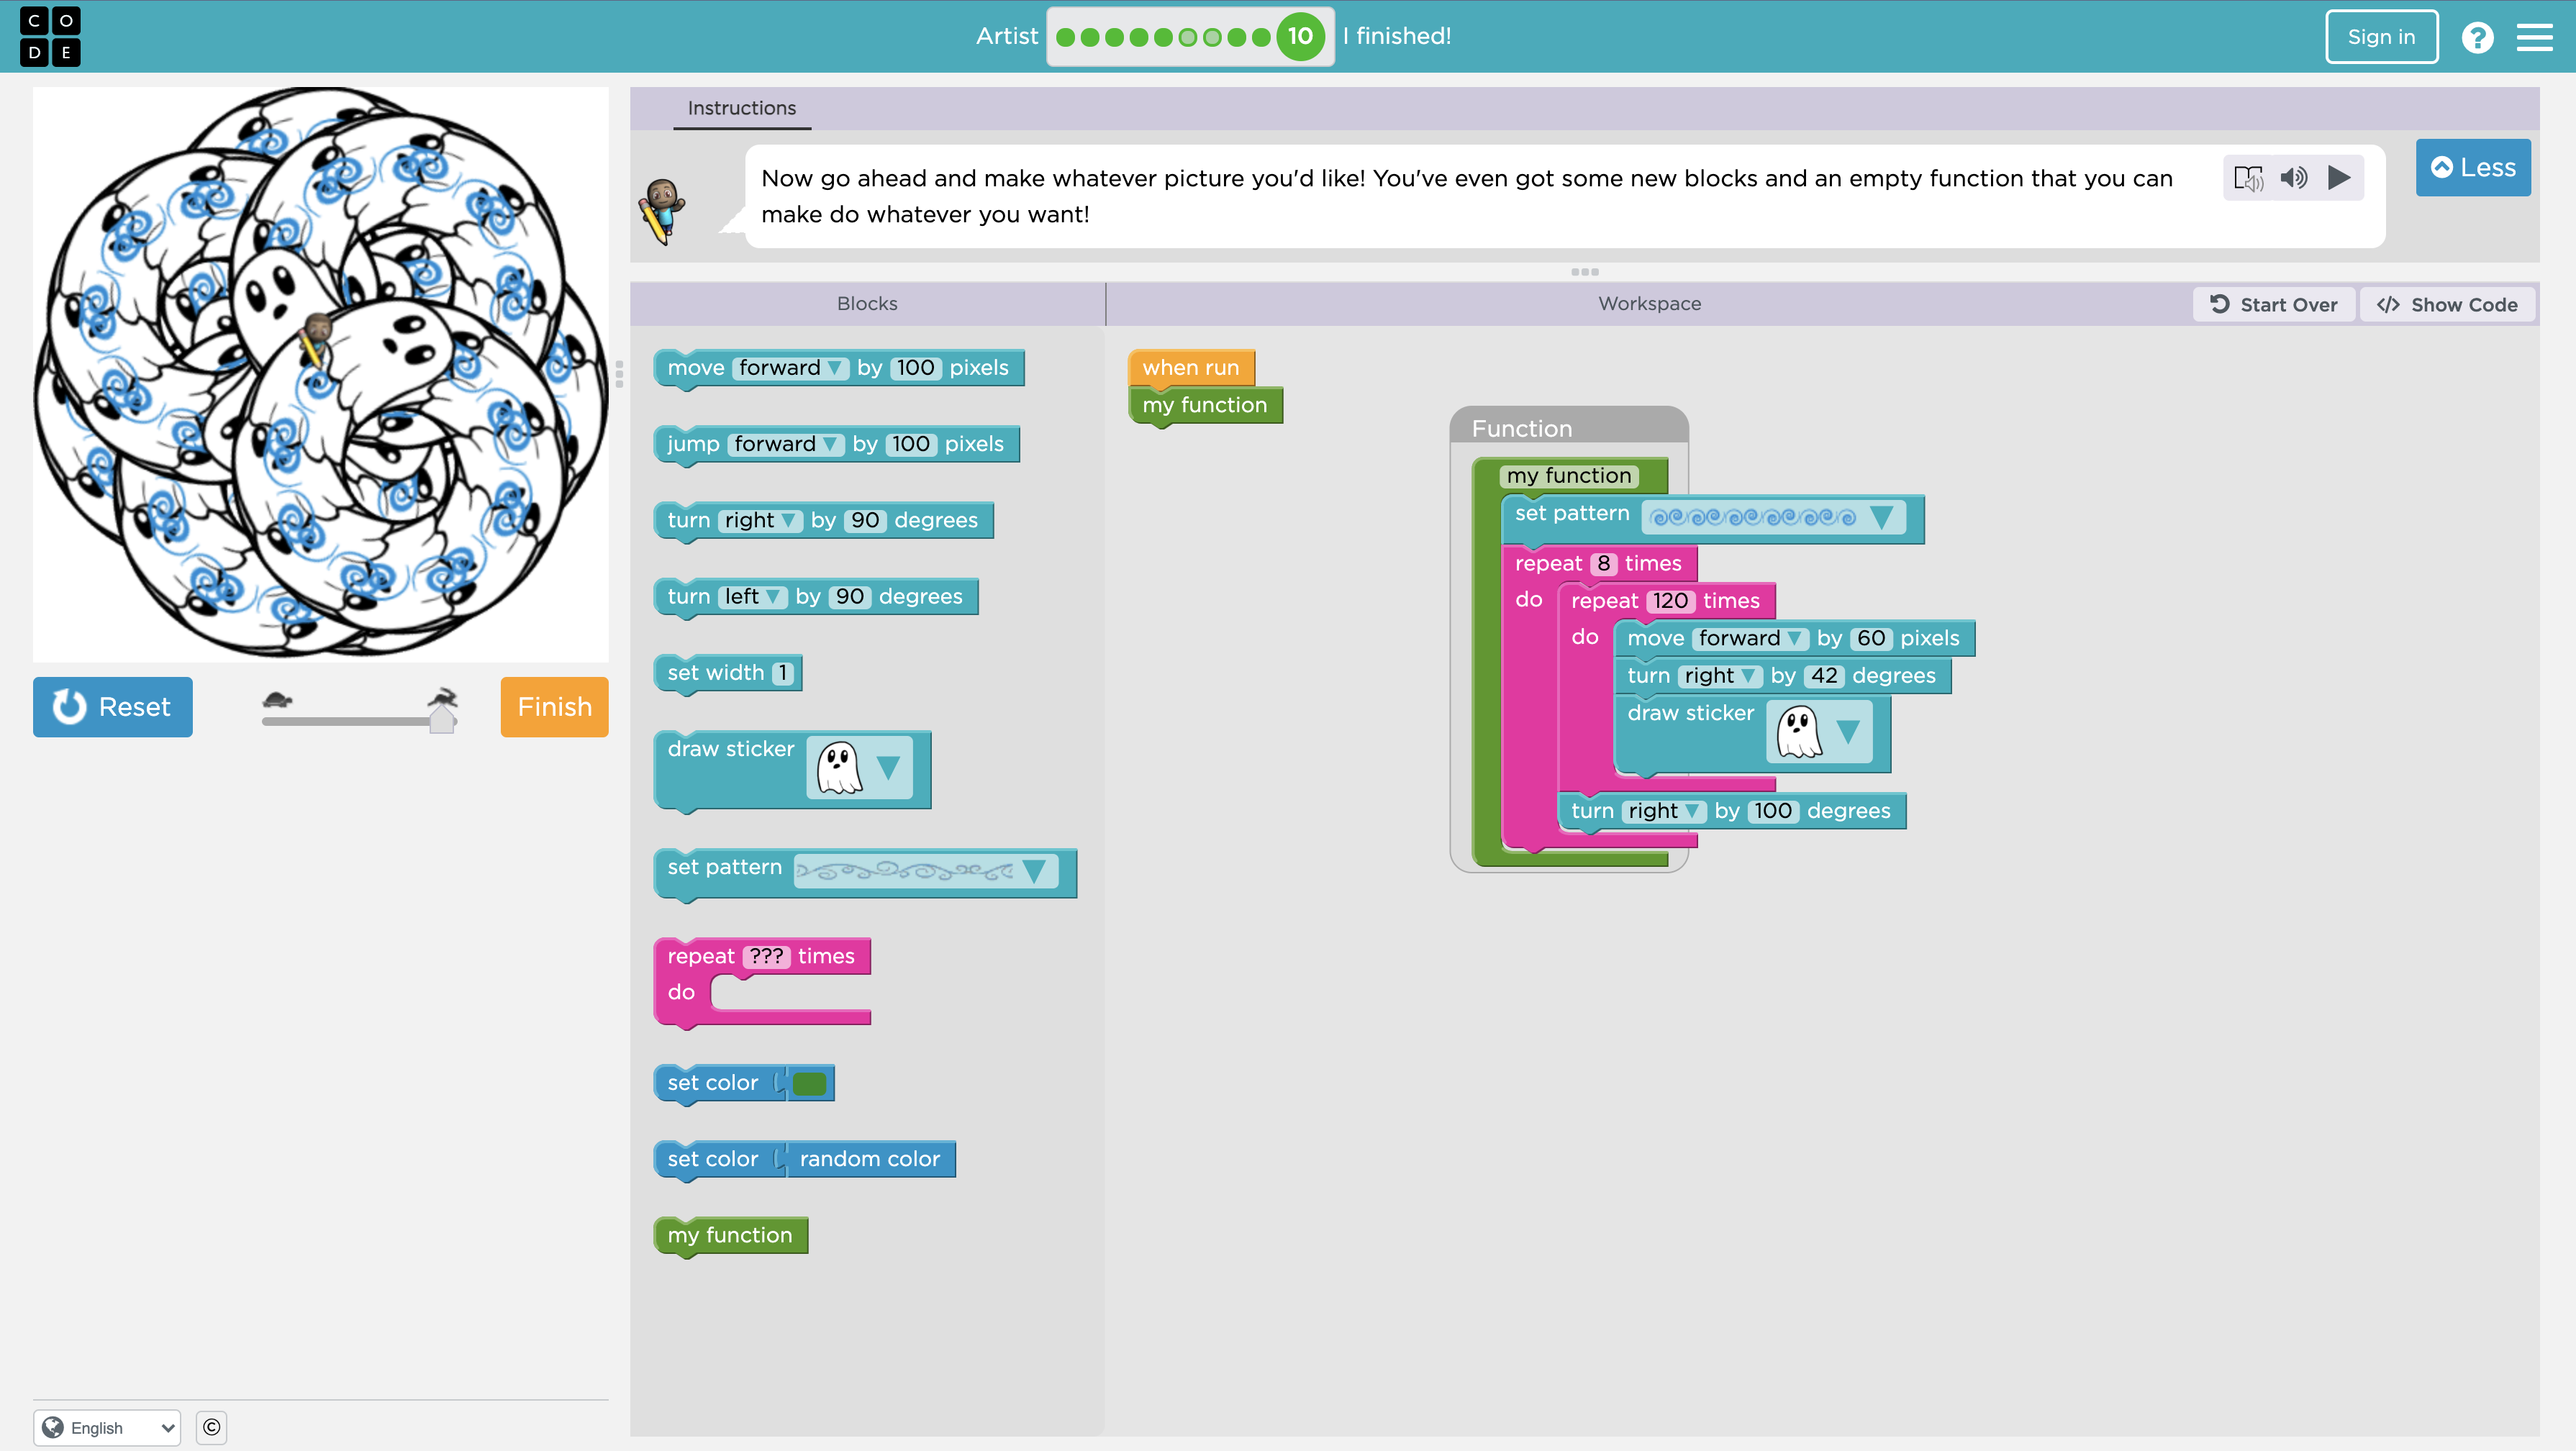 CO
DE
Artist
10
I finished!
Sign in
?
Instructions
Now go ahead and make whatever picture you'd like! You've even got some new blocks and an empty function that you can
make do whatever you want!
Less
Blocks
Workspace
Start Over
</> Show Code
move forward by 100 pixels
jump forward by 100 pixels
turn right by 90 degrees
turn left by 90 degrees
set width 1
draw sticker
set pattern
repeat ??? times
do
set color
set color random color
my function
when run
my function
Function
my function
set pattern
repeat 8 times
do repeat 120 times
do move forward by 60 pixels
turn right by 42 degrees
draw sticker
turn right by 100 degrees
Reset
Finish
English
©